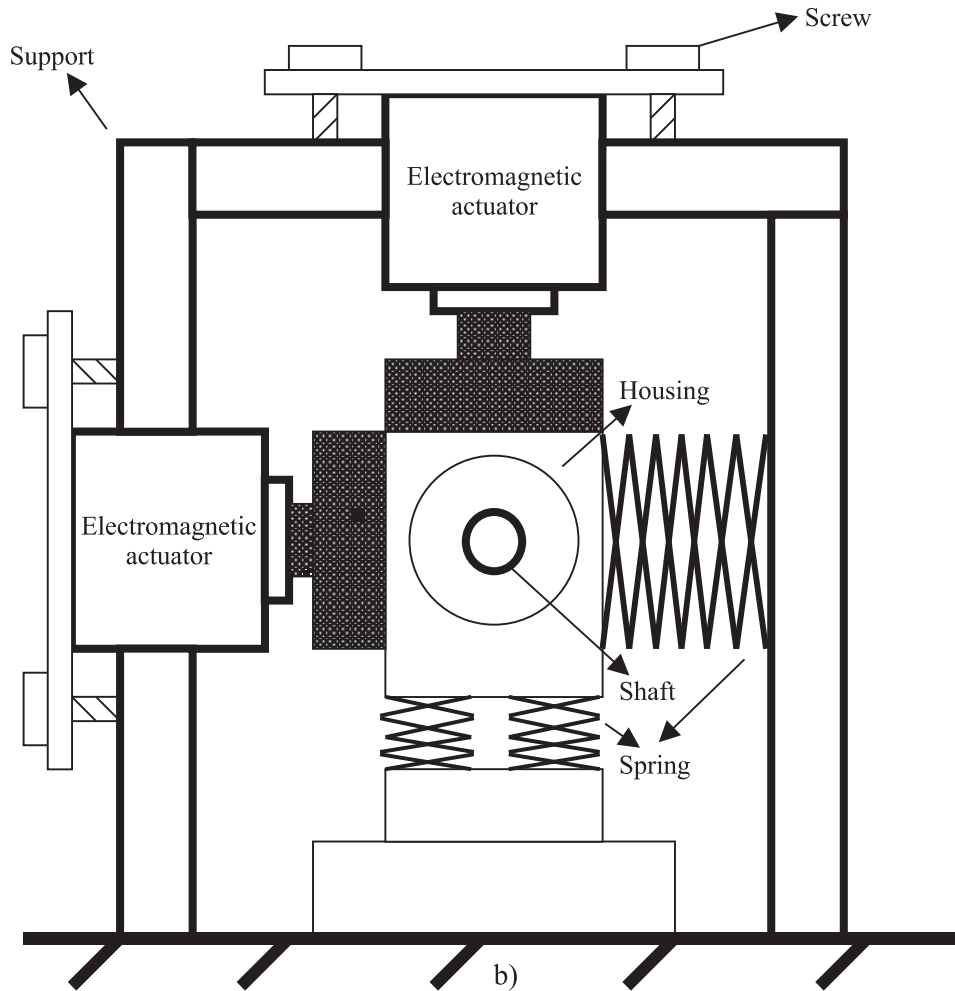 Screw
Support
Electromagnetic
actuator
Housing
Electromagnetic
actuator
Shaft
Spring
b)